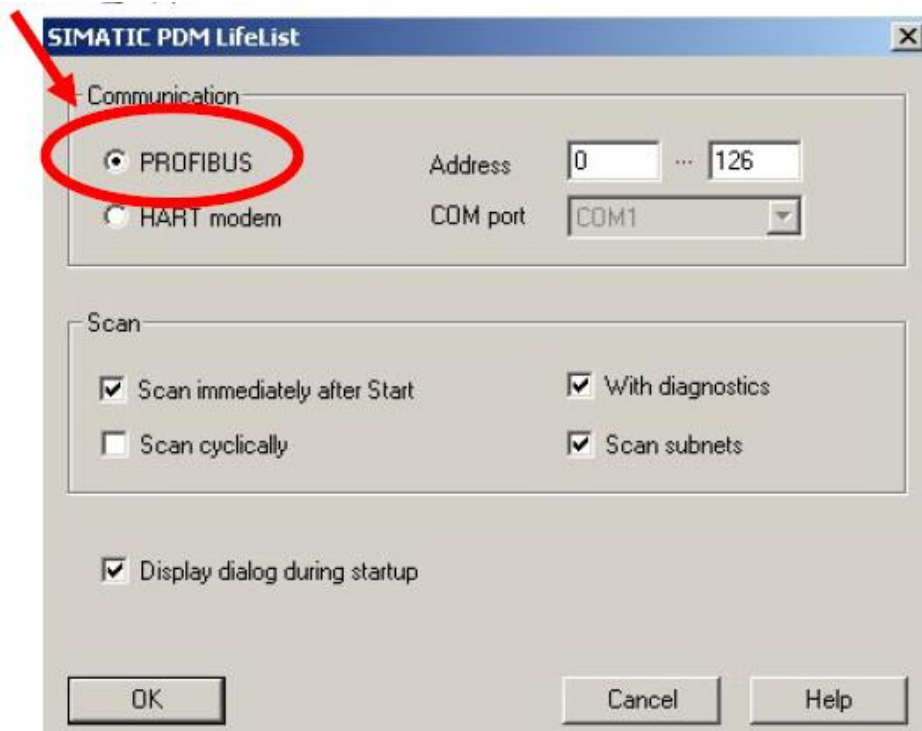 SIMATIC PDM LifeList
Communication
PROFIBUS Address 0 ... 126
HART modem COM port COM1
Scan
Scan immediately after Start With diagnostics
Scan cyclically Scan subnets
Display dialog during startup
OK Cancel Help